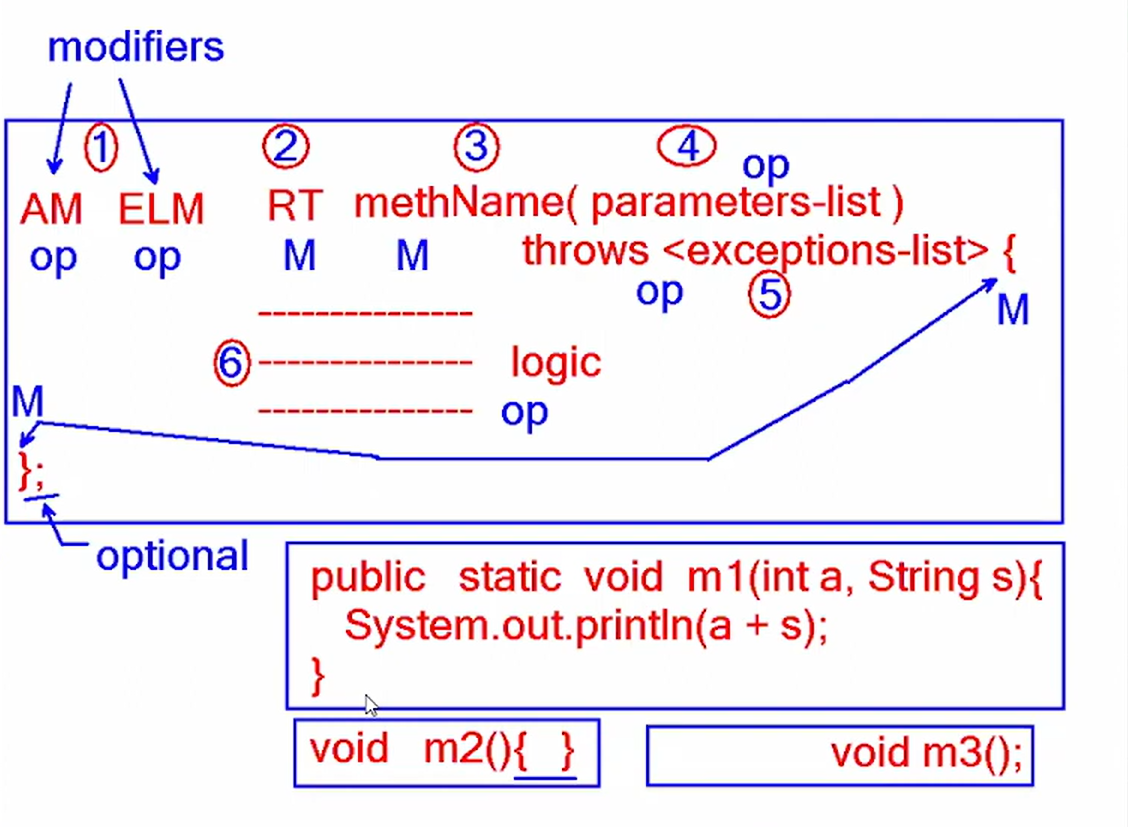 modifiers
1 2 3 4 op
AM ELM RT methName( parameters-list )
op op M M throws <exceptions-list> {
op 5 M
---------------
6 --------------- logic
--------------- op
M
};
optional
public static void m1(int a, String s){
System.out.println(a + s);
}
void m2(){ }
void m3();